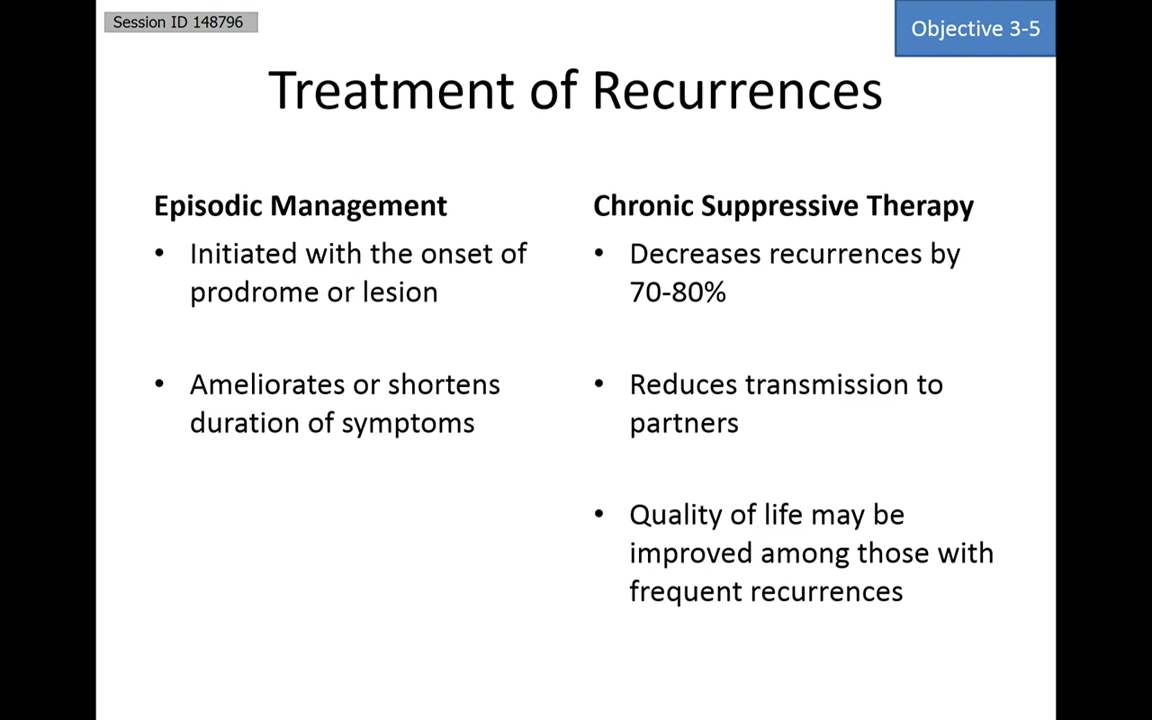 Session ID 148796
Objective 3-5
Treatment of Recurrences
Episodic Management
• Initiated with the onset of
prodrome or lesion
• Ameliorates or shortens
duration of symptoms
Chronic Suppressive Therapy
• Decreases recurrences by
70-80%
• Reduces transmission to
partners
• Quality of life may be
improved among those with
frequent recurrences